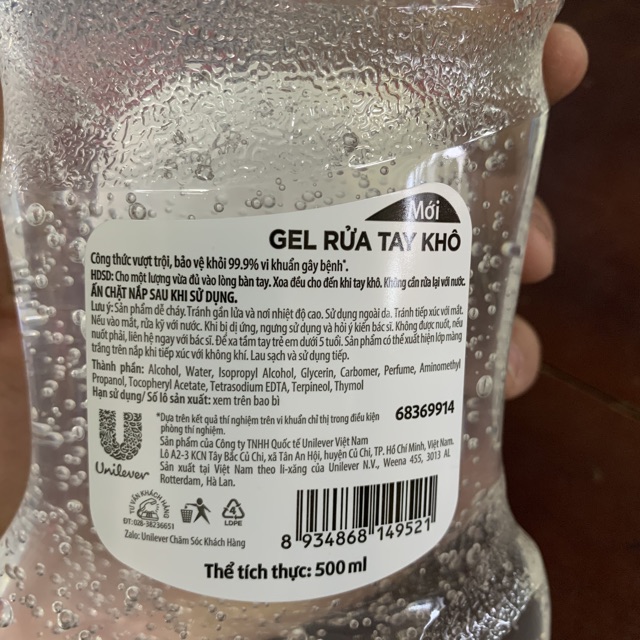 Mới
GEL RỬA TAY KHÔ
Công thức vượt trội, bảo vệ khỏi 99.9% vi khuẩn gây bệnh*.
HDSD: Cho một lượng vừa đủ vào lòng bàn tay. Xoa đều cho đến khi tay khô. Không cần rửa lại với nước.
ẤN CHẶT NẮP SAU KHI SỬ DỤNG.
Lưu ý: Sản phẩm dễ cháy. Tránh gần lửa và nơi nhiệt độ cao. Sử dụng ngoài da. Tránh tiếp xúc với mắt.
Nếu vào mắt, rửa kỹ với nước. Khi bị dị ứng, ngưng sử dụng và hỏi ý kiến bác sĩ. Không được nuốt, nếu
nuốt phải, liên hệ ngay với bác sĩ. Để xa tầm tay trẻ em dưới 5 tuổi. Sản phẩm có thể xuất hiện lớp màng
trắng trên nắp khi tiếp xúc với không khí. Lau sạch và sử dụng tiếp.
Thành phần: Alcohol, Water, Isopropyl Alcohol, Glycerin, Carbomer, Perfume, Aminomethyl
Propanol, Tocopheryl Acetate, Tetrasodium EDTA, Terpineol, Thymol
Hạn sử dụng/ Số lô sản xuất: xem trên bao bì
*Dựa trên kết quả thí nghiệm trên vi khuẩn chỉ thị trong điều kiện
phòng thí nghiệm.
68369914
Sản phẩm của Công ty TNHH Quốc tế Unilever Việt Nam
Lô A2-3 KCN Tây Bắc Củ Chi, xã Tân An Hội, huyện Củ Chi, TP. Hồ Chí Minh, Việt Nam.
Sản xuất tại Việt Nam theo li-xăng của Unilever N.V., Weena 455, 3013 AL
Rotterdam, Hà Lan.
Unilever
TƯ VẤN KHÁCH HÀNG
ĐT: 028-38236651
4
LDPE
Zalo: Unilever Chăm Sóc Khách Hàng
8 934868 149521
Thể tích thực: 500 ml